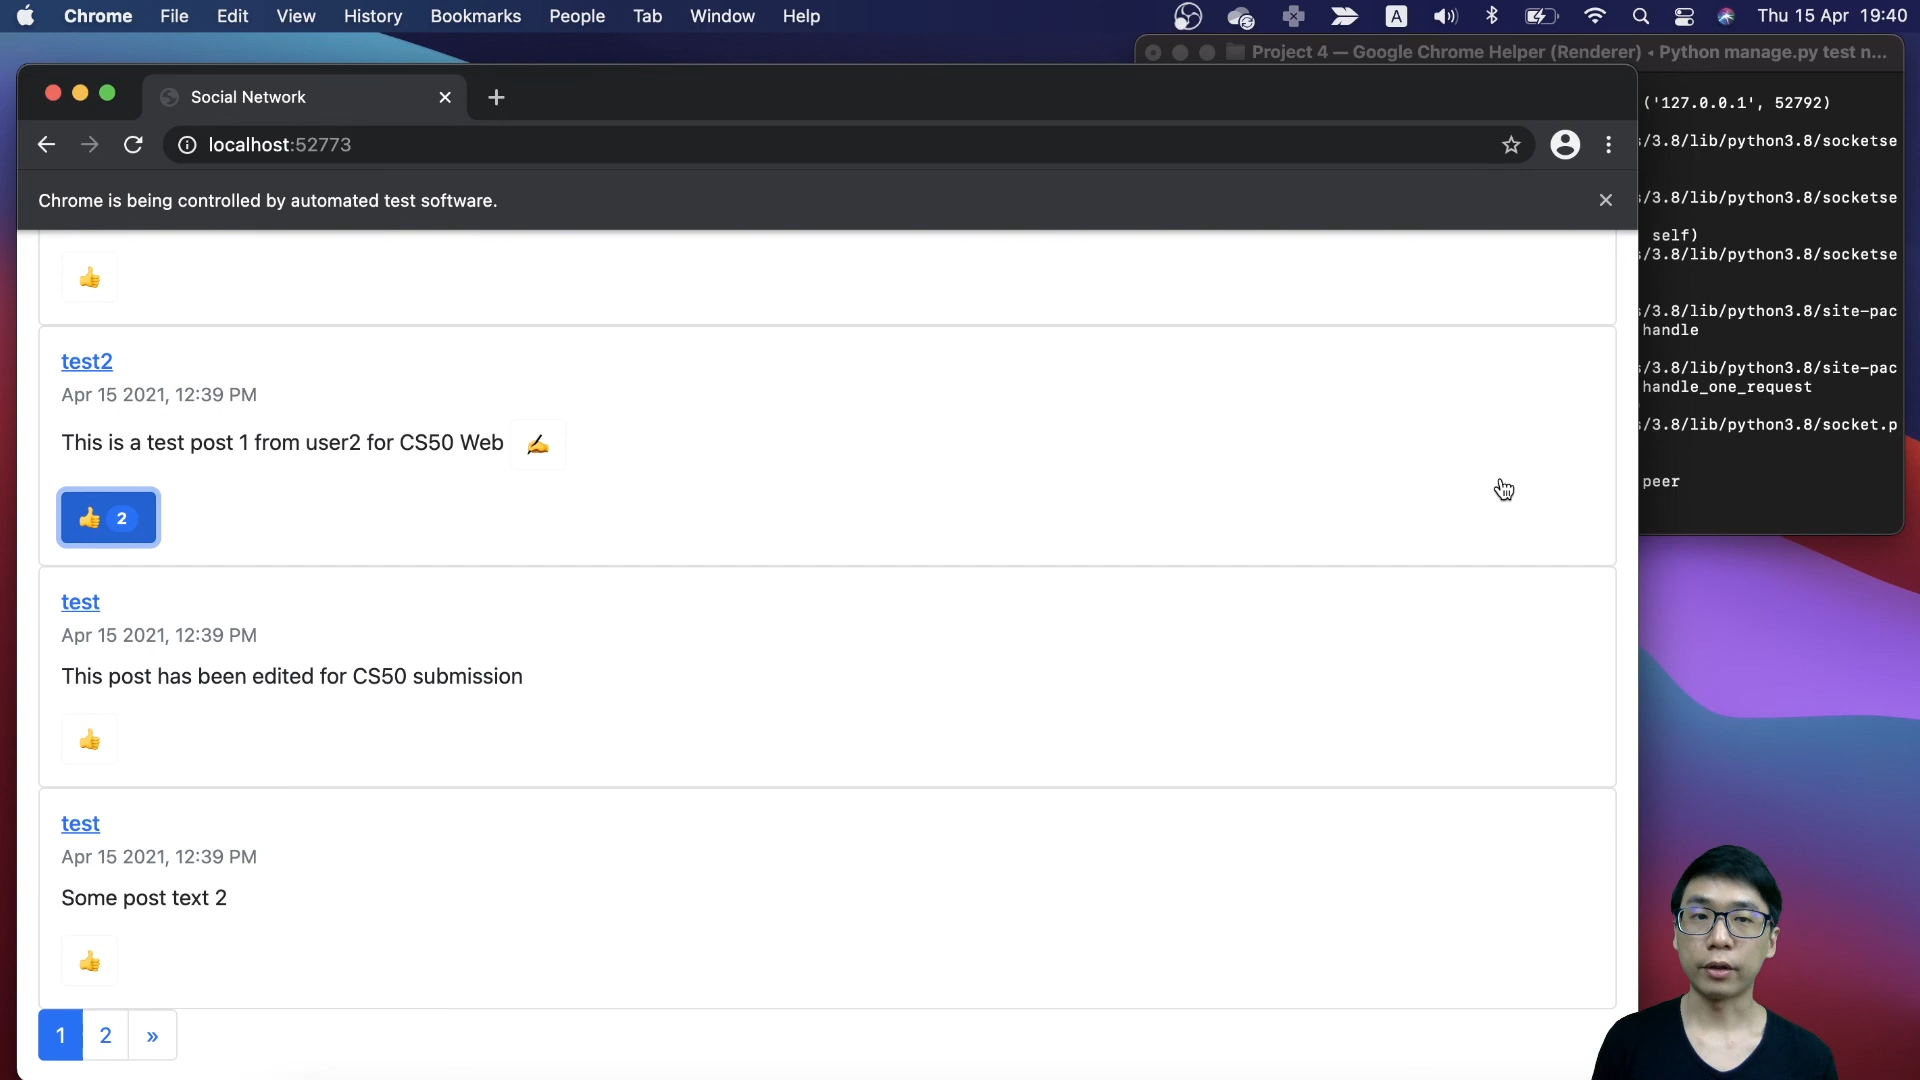 Chrome File Edit View History Bookmarks People Tab Window Help
A Thu 15 Apr 19:40
Project 4 — Google Chrome Helper (Renderer) ◂ Python manage.py test n...
Social Network
localhost:52773
Chrome is being controlled by automated test software.
('127.0.0.1', 52792)
/3.8/lib/python3.8/socketse
/3.8/lib/python3.8/socketse
self)
/3.8/lib/python3.8/socketse
/3.8/lib/python3.8/site-pac
handle
/3.8/lib/python3.8/site-pac
handle_one_request
/3.8/lib/python3.8/socket.p
peer
test2
Apr 15 2021, 12:39 PM
This is a test post 1 from user2 for CS50 Web
2
test
Apr 15 2021, 12:39 PM
This post has been edited for CS50 submission
test
Apr 15 2021, 12:39 PM
Some post text 2
1 2 »